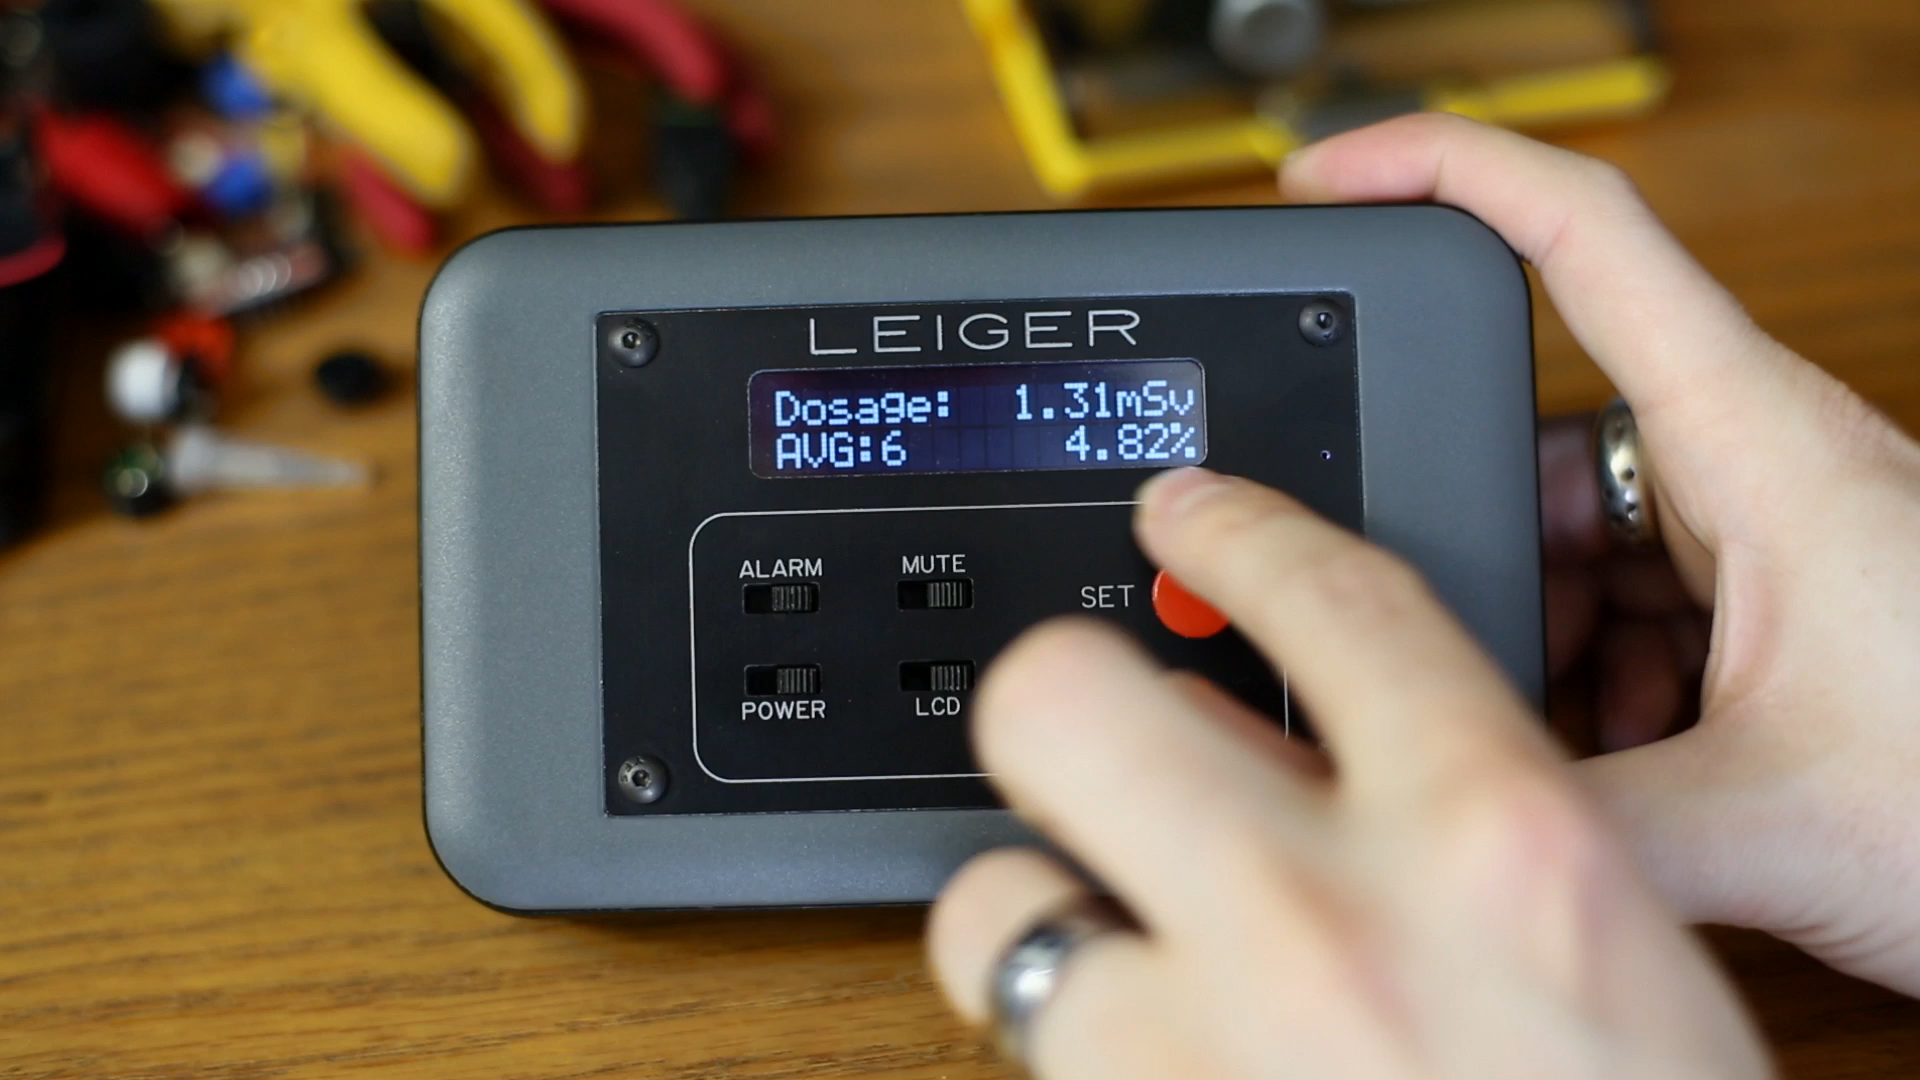 LEIGER
Dosage: 1.31mSv
AVG:6 4.82%
ALARM MUTE
SET
POWER LCD